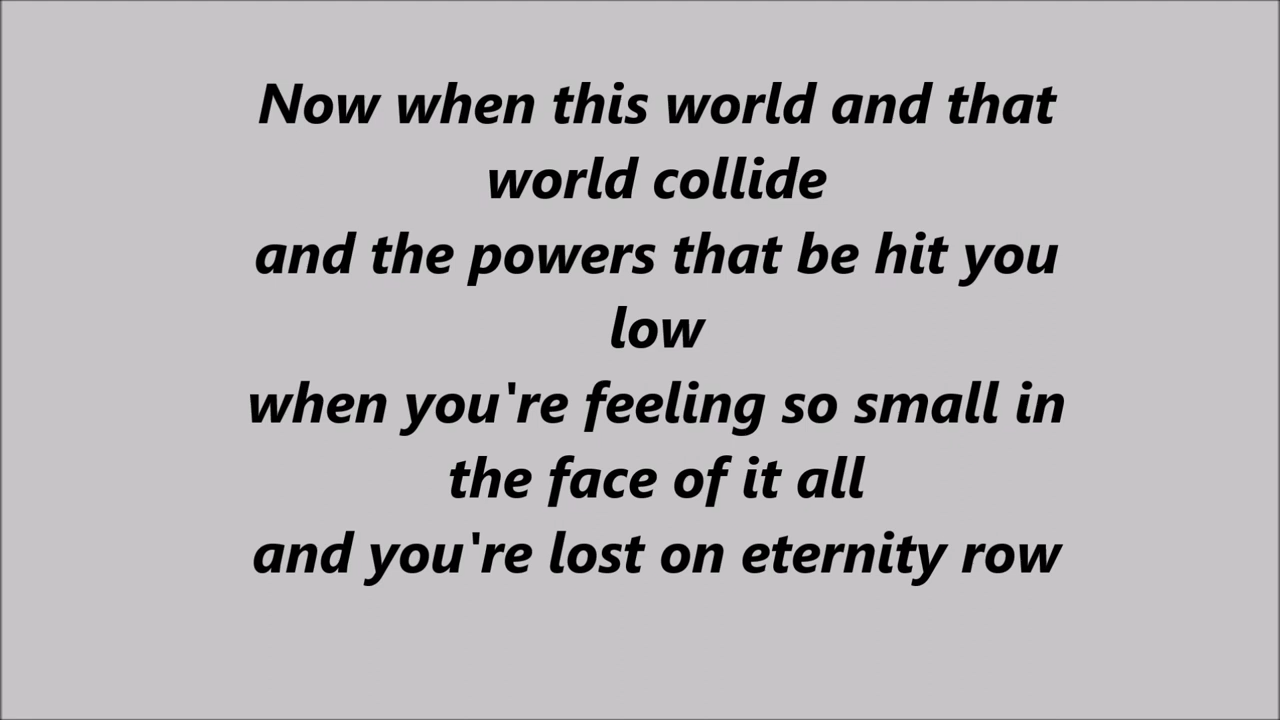 Now when this world and that
world collide
and the powers that be hit you
low
when you're feeling so small in
the face of it all
and you're lost on eternity row